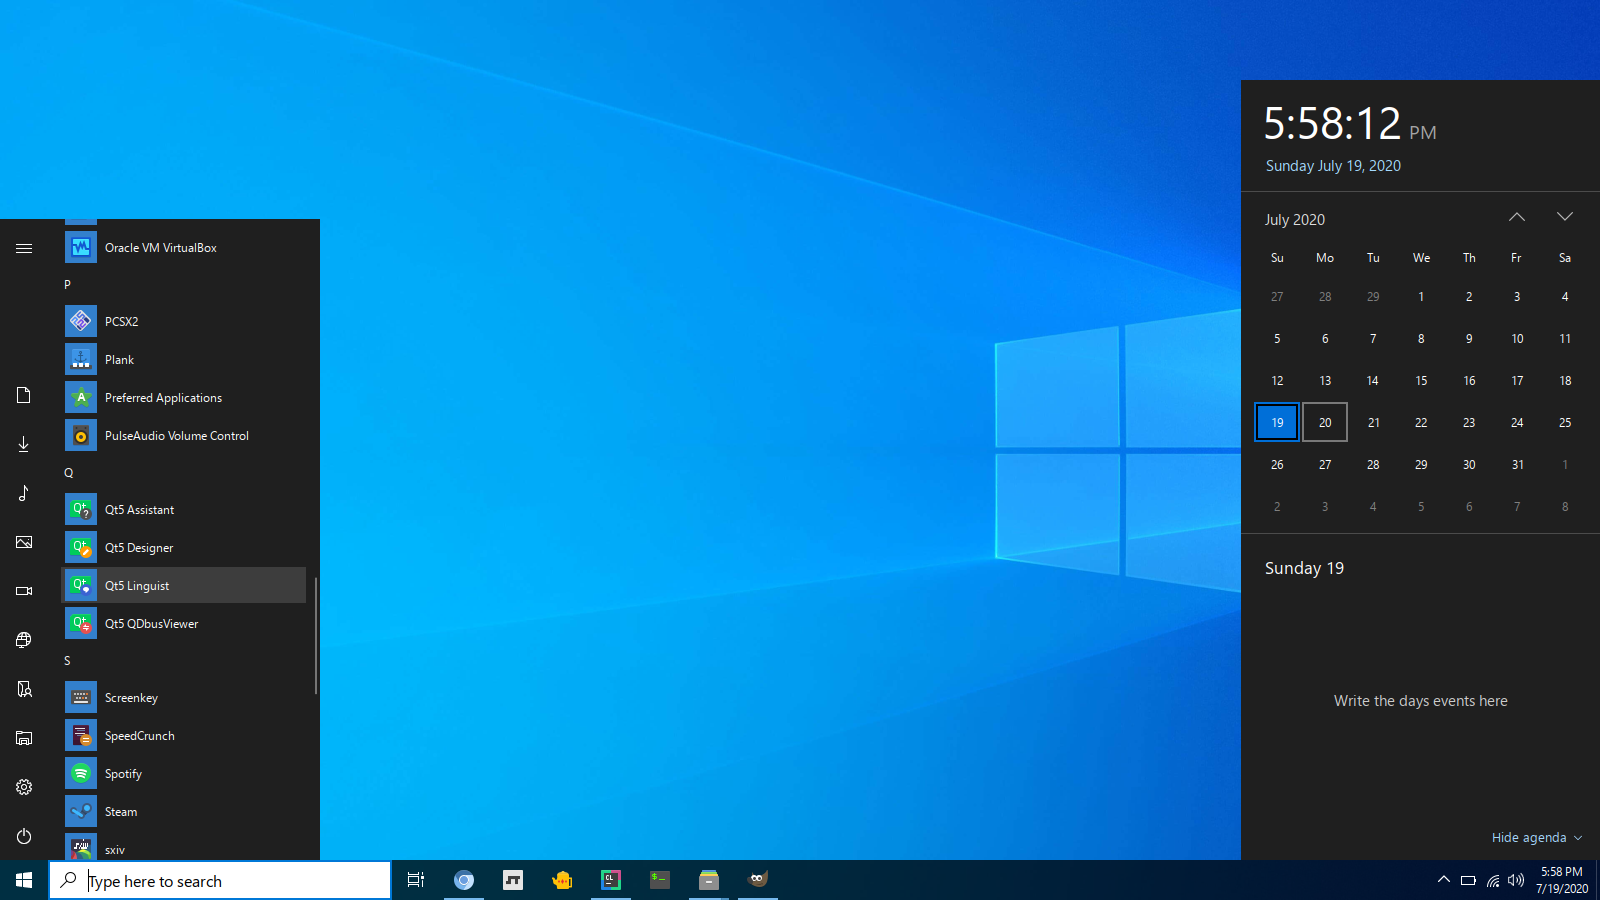 Oracle VM VirtualBox
P
PCSX2
Plank
Preferred Applications
PulseAudio Volume Control
Q
Qt5 Assistant
Qt5 Designer
Qt5 Linguist
Qt5 QDbusViewer
S
Screenkey
SpeedCrunch
Spotify
Steam
sxiv
Type here to search
5:58:12 PM
Sunday July 19, 2020
July 2020
Su Mo Tu We Th Fr Sa
27 28 29 1 2 3 4
5 6 7 8 9 10 11
12 13 14 15 16 17 18
19 20 21 22 23 24 25
26 27 28 29 30 31 1
2 3 4 5 6 7 8
Sunday 19
Write the days events here
Hide agenda
5:58 PM
7/19/2020